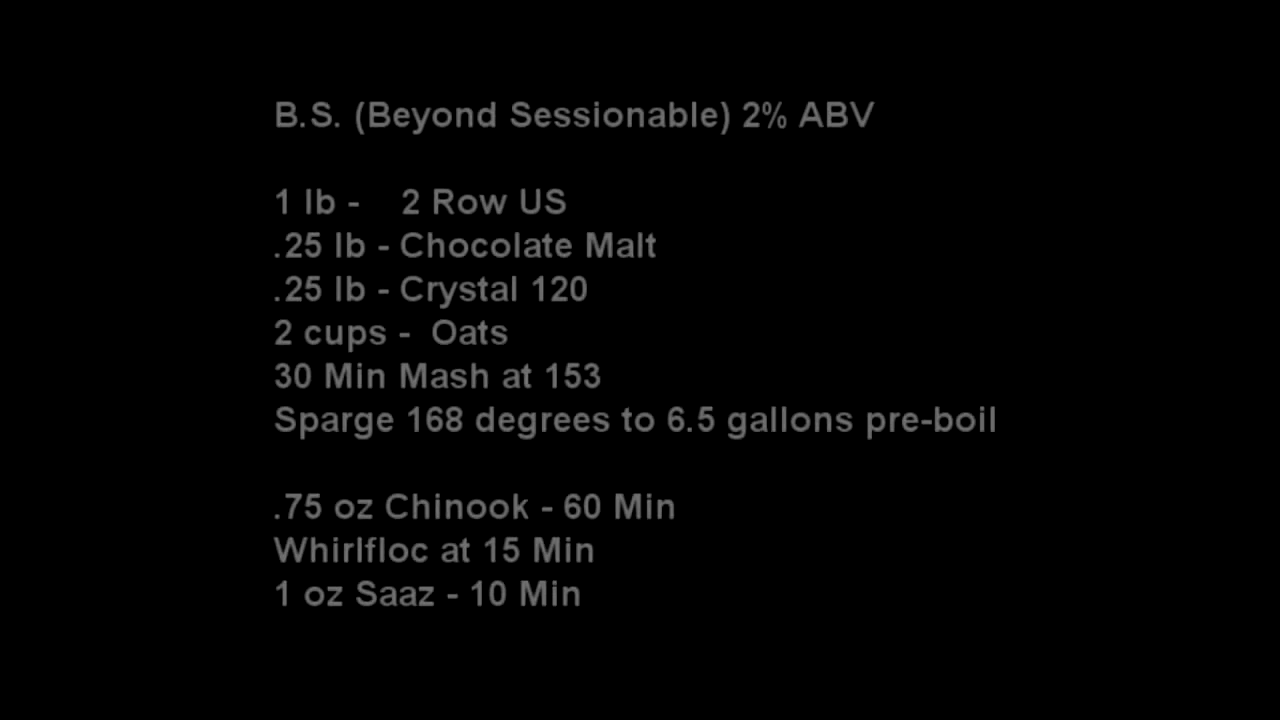 B.S. (Beyond Sessionable) 2% ABV
1 lb -    2 Row US
.25 lb - Chocolate Malt
.25 lb - Crystal 120
2 cups -  Oats
30 Min Mash at 153
Sparge 168 degrees to 6.5 gallons pre-boil
.75 oz Chinook - 60 Min
Whirlfloc at 15 Min
1 oz Saaz - 10 Min